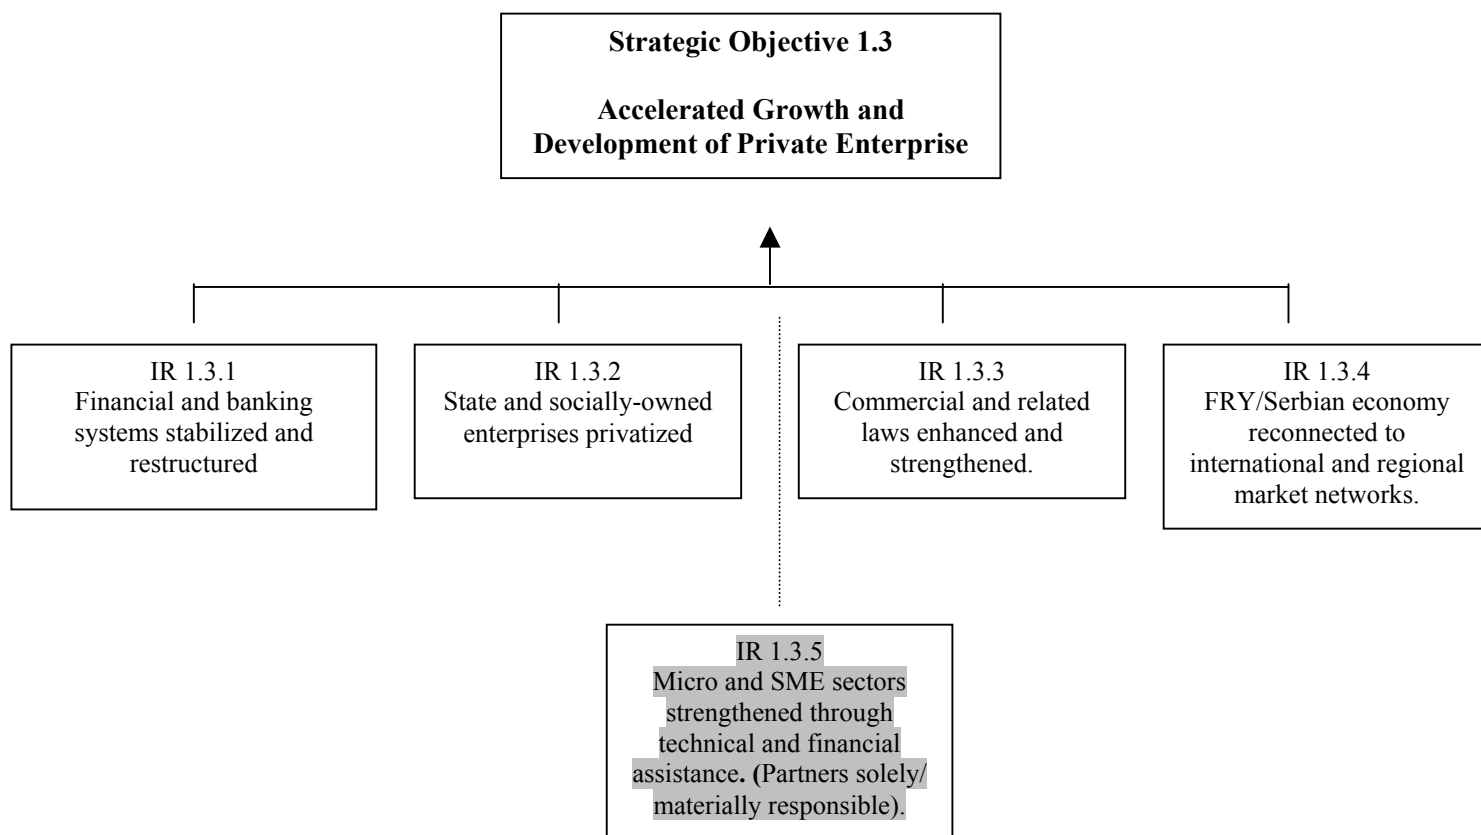 Strategic Objective 1.3
Accelerated Growth and
Development of Private Enterprise
IR 1.3.1
Financial and banking
systems stabilized and
restructured
IR 1.3.2
State and socially-owned
enterprises privatized
IR 1.3.3
Commercial and related
laws enhanced and
strengthened.
IR 1.3.4
FRY/Serbian economy
reconnected to
international and regional
market networks.
IR 1.3.5
Micro and SME sectors
strengthened through
technical and financial
assistance. (Partners solely/
materially responsible).